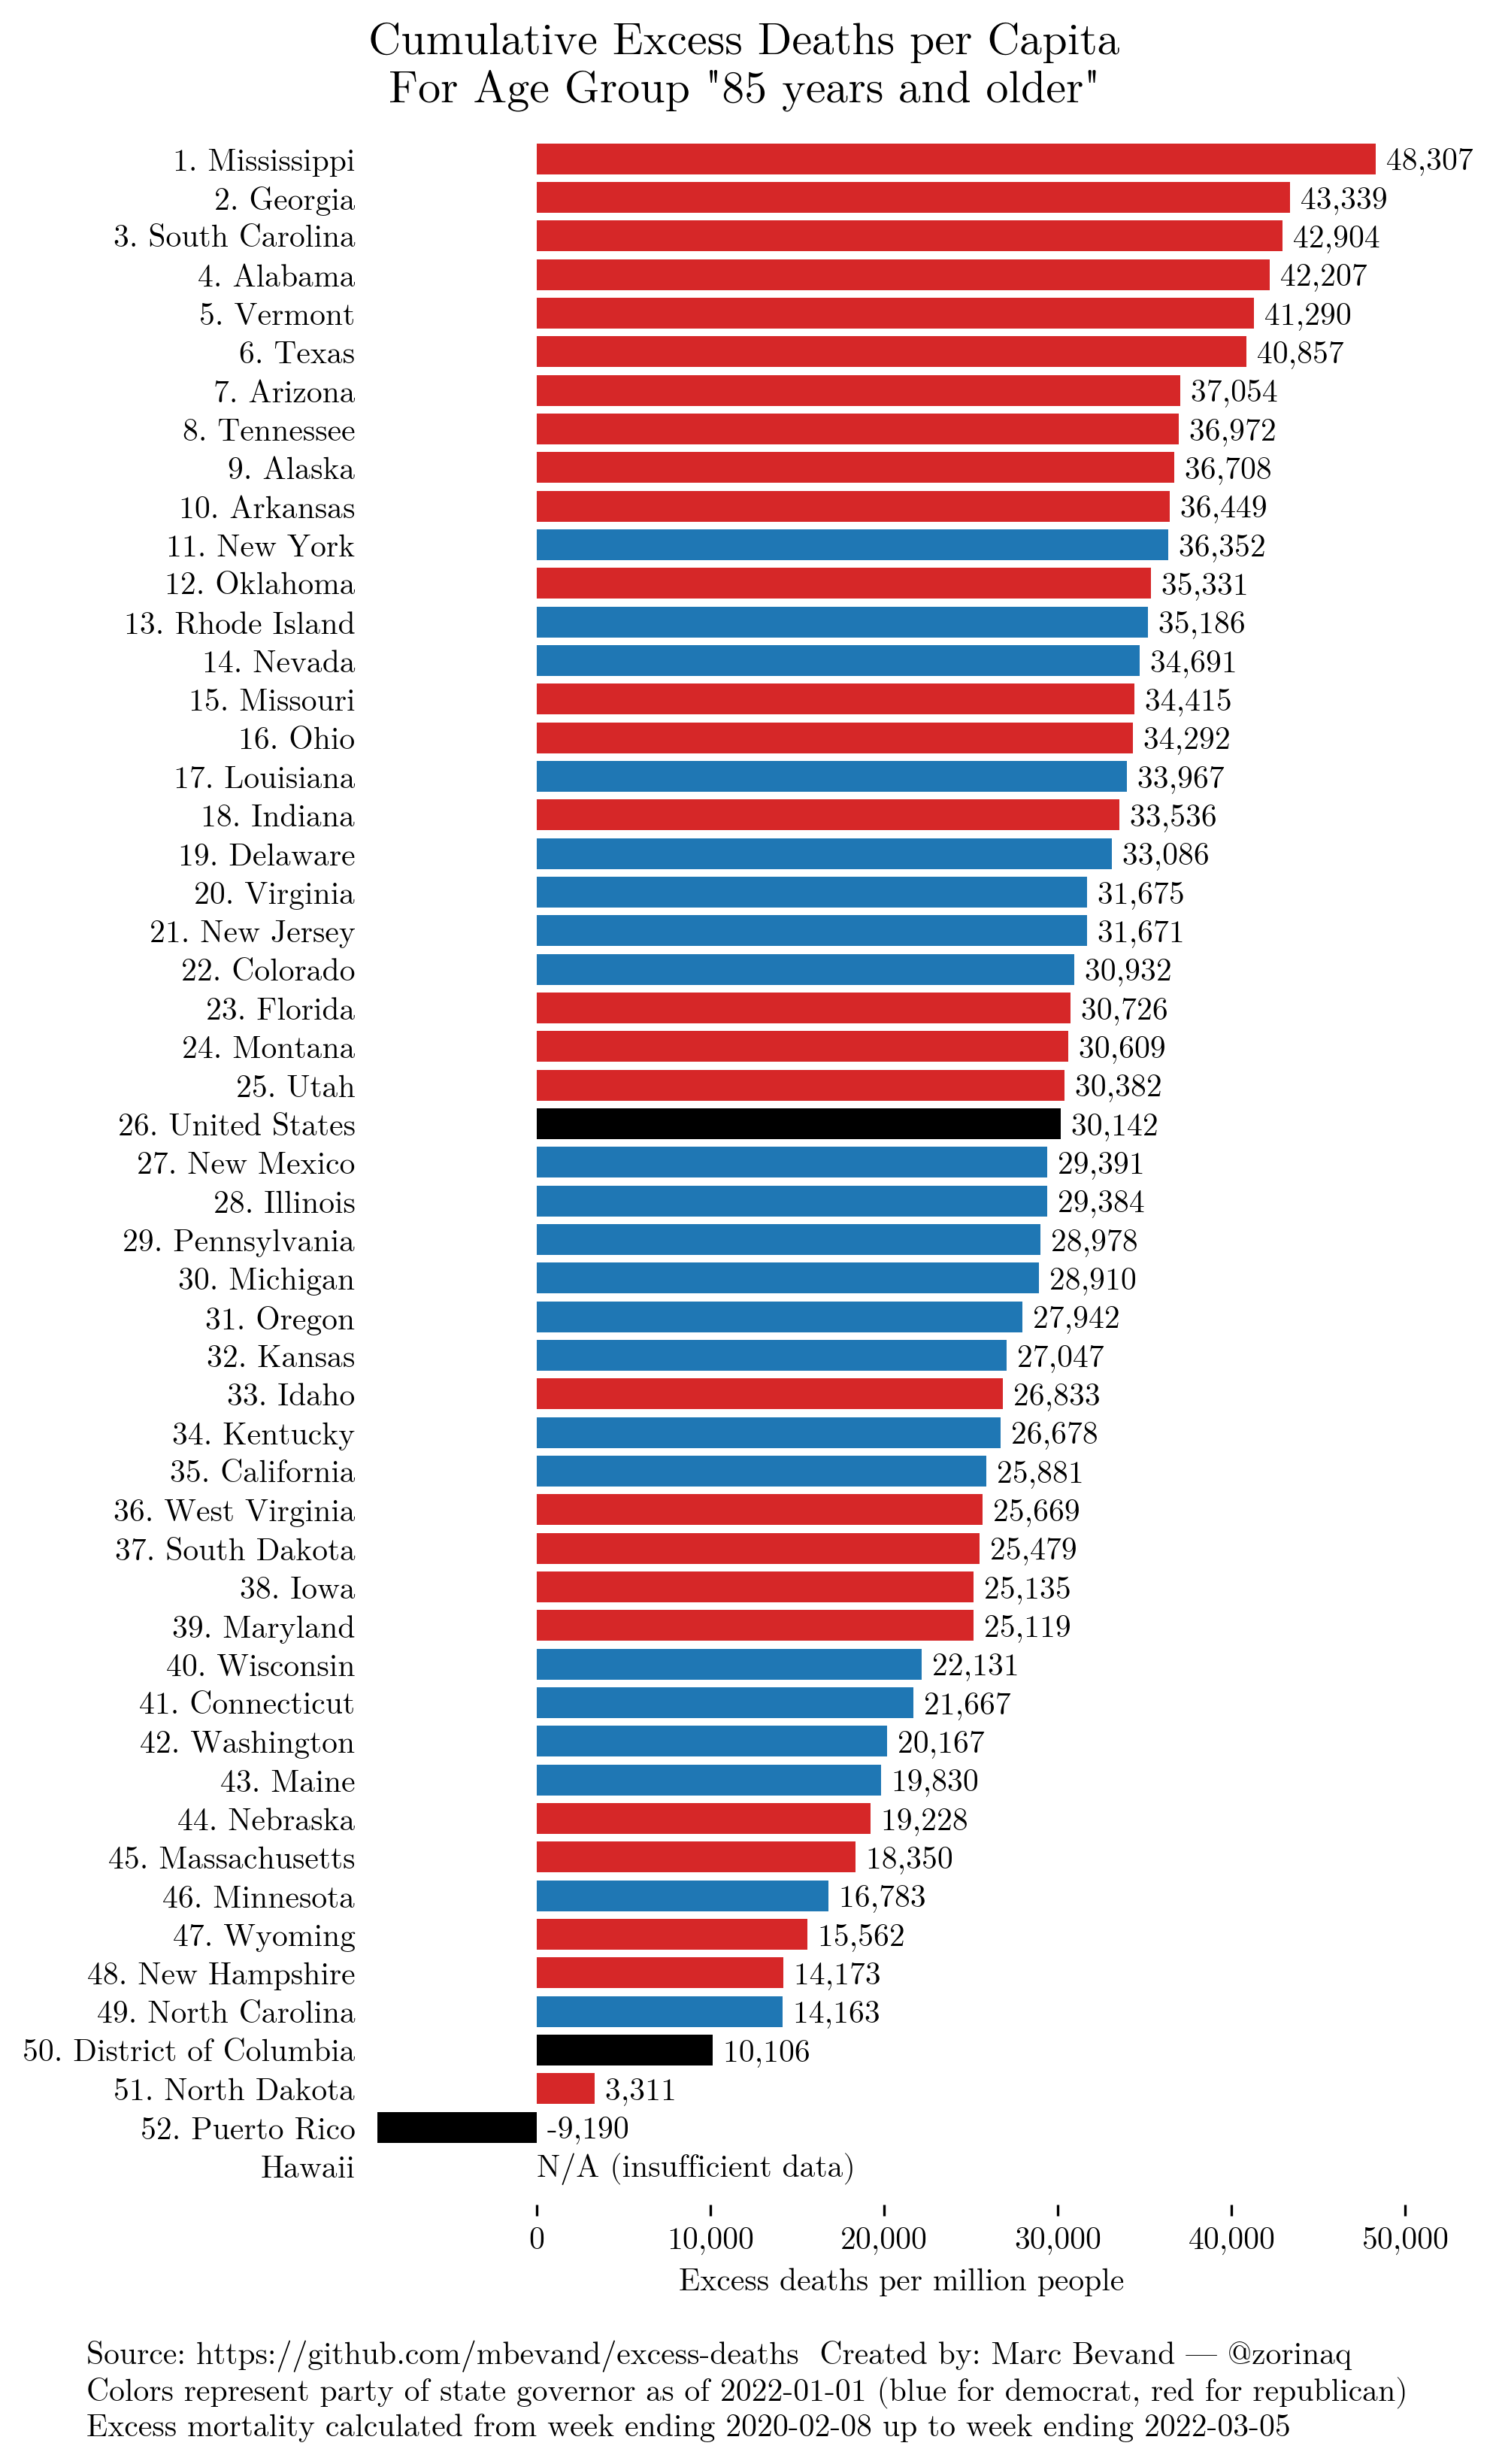 Cumulative Excess Deaths per Capita
For Age Group "85 years and older"
1. Mississippi 48,307
2. Georgia 43,339
3. South Carolina 42,904
4. Alabama 42,207
5. Vermont 41,290
6. Texas 40,857
7. Arizona 37,054
8. Tennessee 36,972
9. Alaska 36,708
10. Arkansas 36,449
11. New York 36,352
12. Oklahoma 35,331
13. Rhode Island 35,186
14. Nevada 34,691
15. Missouri 34,415
16. Ohio 34,292
17. Louisiana 33,967
18. Indiana 33,536
19. Delaware 33,086
20. Virginia 31,675
21. New Jersey 31,671
22. Colorado 30,932
23. Florida 30,726
24. Montana 30,609
25. Utah 30,382
26. United States 30,142
27. New Mexico 29,391
28. Illinois 29,384
29. Pennsylvania 28,978
30. Michigan 28,910
31. Oregon 27,942
32. Kansas 27,047
33. Idaho 26,833
34. Kentucky 26,678
35. California 25,881
36. West Virginia 25,669
37. South Dakota 25,479
38. Iowa 25,135
39. Maryland 25,119
40. Wisconsin 22,131
41. Connecticut 21,667
42. Washington 20,167
43. Maine 19,830
44. Nebraska 19,228
45. Massachusetts 18,350
46. Minnesota 16,783
47. Wyoming 15,562
48. New Hampshire 14,173
49. North Carolina 14,163
50. District of Columbia 10,106
51. North Dakota 3,311
52. Puerto Rico -9,190
Hawaii N/A (insufficient data)
0 10,000 20,000 30,000 40,000 50,000
Excess deaths per million people
Source: https://github.com/mbevand/excess-deaths Created by: Marc Bevand — @zorinaq
Colors represent party of state governor as of 2022-01-01 (blue for democrat, red for republican)
Excess mortality calculated from week ending 2020-02-08 up to week ending 2022-03-05